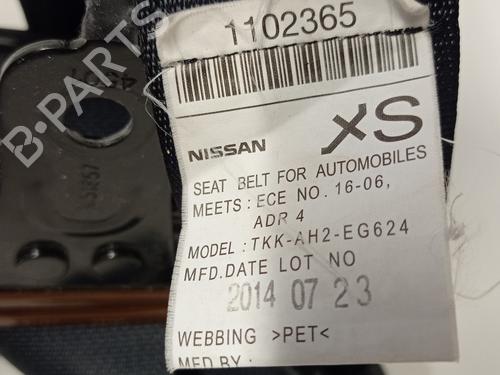 1102365
XS
NISSAN
SEAT BELT FOR AUTOMOBILES
MEETS : ECE NO. 16-06,
ADR 4
MODEL : TKK-AH2-EG624
MFD.DATE LOT NO
2014 07 23
WEBBING >PET<
MFD BY :
B-PARTS